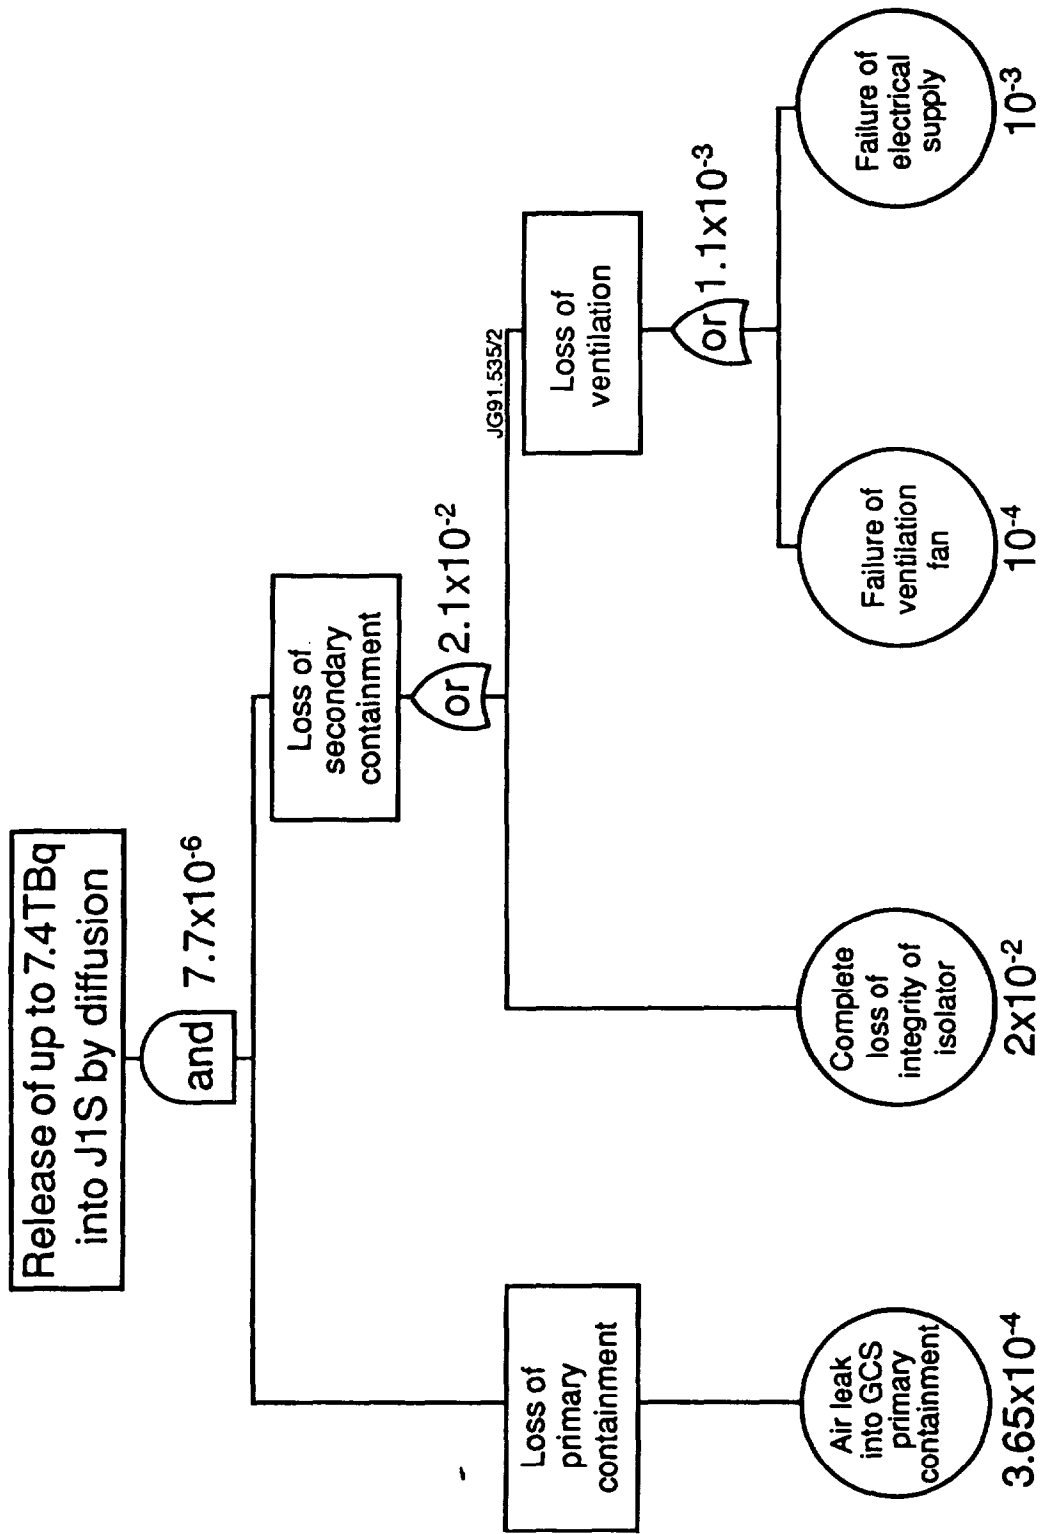 Release of up to 7.4TBq
into J1S by diffusion
and
7.7x10⁻⁶
Loss of
secondary
containment
or
2.1x10⁻²
JG91.535/2
Loss of
primary
containment
Loss of
ventilation
or
1.1x10⁻³
Air leak
into GCS
primary
containment
Complete
loss of
integrity of
isolator
Failure of
ventilation
fan
Failure of
electrical
supply
3.65x10⁻⁴
2x10⁻²
10⁻⁴
10⁻³